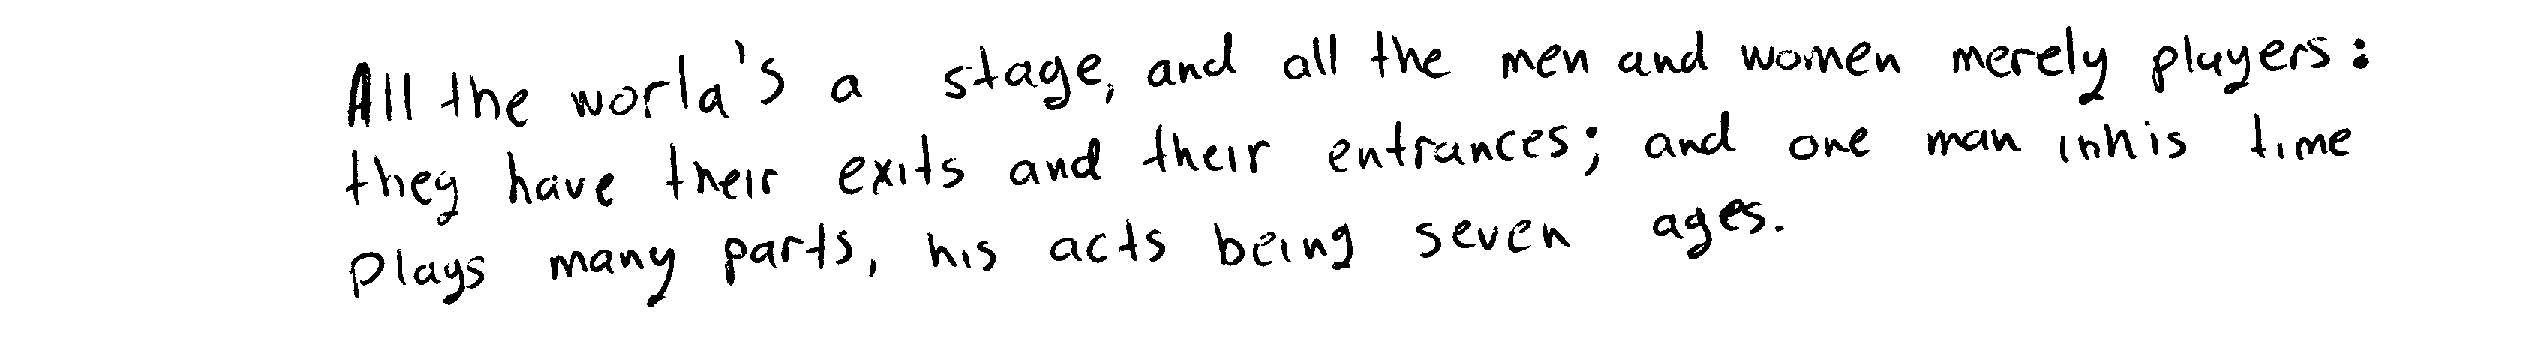 All the world's a stage, and all the men and women merely players:
they have their exits and their entrances; and one man in his time
plays many parts, his acts being seven ages.